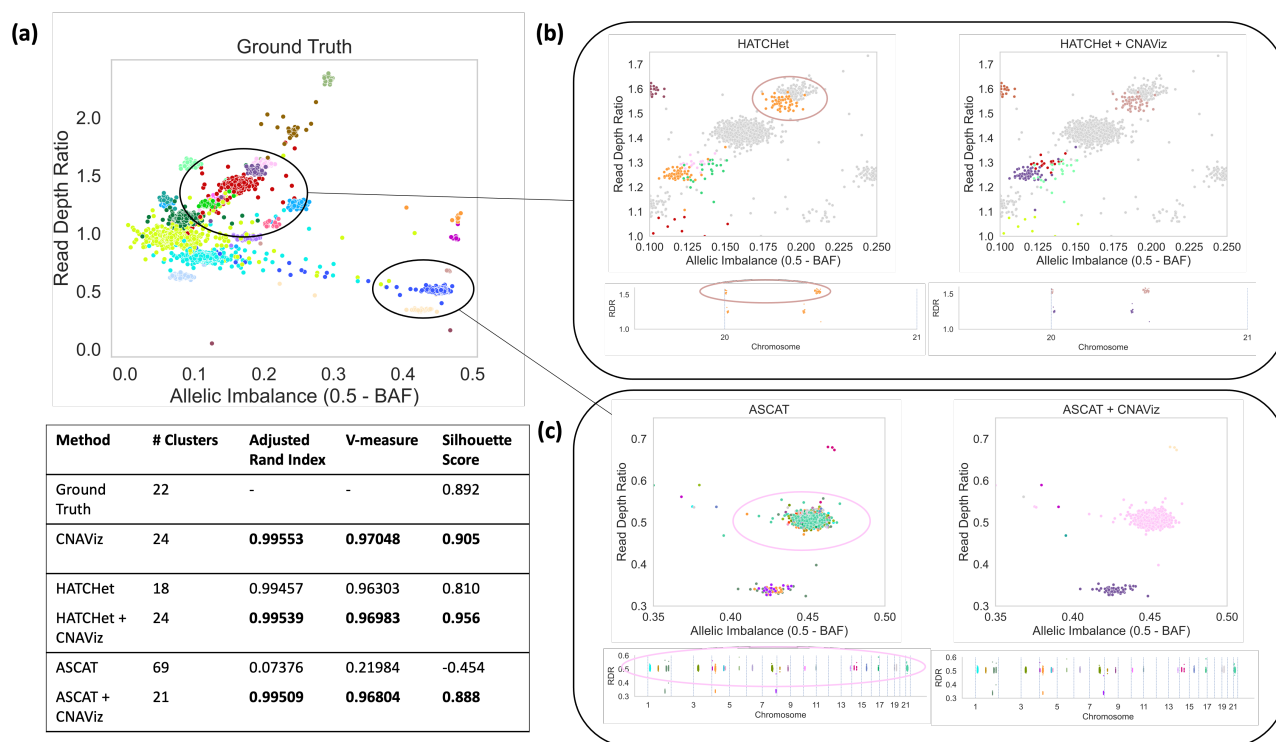 (a)
Ground Truth
Read Depth Ratio
2.0
1.5
1.0
0.5
0.0
0.0 0.1 0.2 0.3 0.4 0.5
Allelic Imbalance (0.5 - BAF)
Method # Clusters Adjusted Rand Index V-measure Silhouette Score
Ground Truth 22 - - 0.892
CNAViz 24 0.99553 0.97048 0.905
HATCHet 18 0.99457 0.96303 0.810
HATCHet + CNAViz 24 0.99539 0.96983 0.956
ASCAT 69 0.07376 0.21984 -0.454
ASCAT + CNAViz 21 0.99509 0.96804 0.888
(b)
HATCHet
Read Depth Ratio
1.7
1.6
1.5
1.4
1.3
1.2
1.1
1.0
0.100 0.125 0.150 0.175 0.200 0.225 0.250
Allelic Imbalance (0.5 - BAF)
RDR
1.5
1.0
20 21
Chromosome
HATCHet + CNAViz
Read Depth Ratio
1.7
1.6
1.5
1.4
1.3
1.2
1.1
1.0
0.100 0.125 0.150 0.175 0.200 0.225 0.250
Allelic Imbalance (0.5 - BAF)
RDR
1.5
1.0
20 21
Chromosome
(c)
ASCAT
Read Depth Ratio
0.7
0.6
0.5
0.4
0.3
0.35 0.40 0.45 0.50
Allelic Imbalance (0.5 - BAF)
RDR
0.6
0.5
0.3
1 3 5 7 9 11 13 15 17 19 21
Chromosome
ASCAT + CNAViz
Read Depth Ratio
0.7
0.6
0.5
0.4
0.3
0.35 0.40 0.45 0.50
Allelic Imbalance (0.5 - BAF)
RDR
0.6
0.5
0.3
1 3 5 7 9 11 13 15 17 19 21
Chromosome